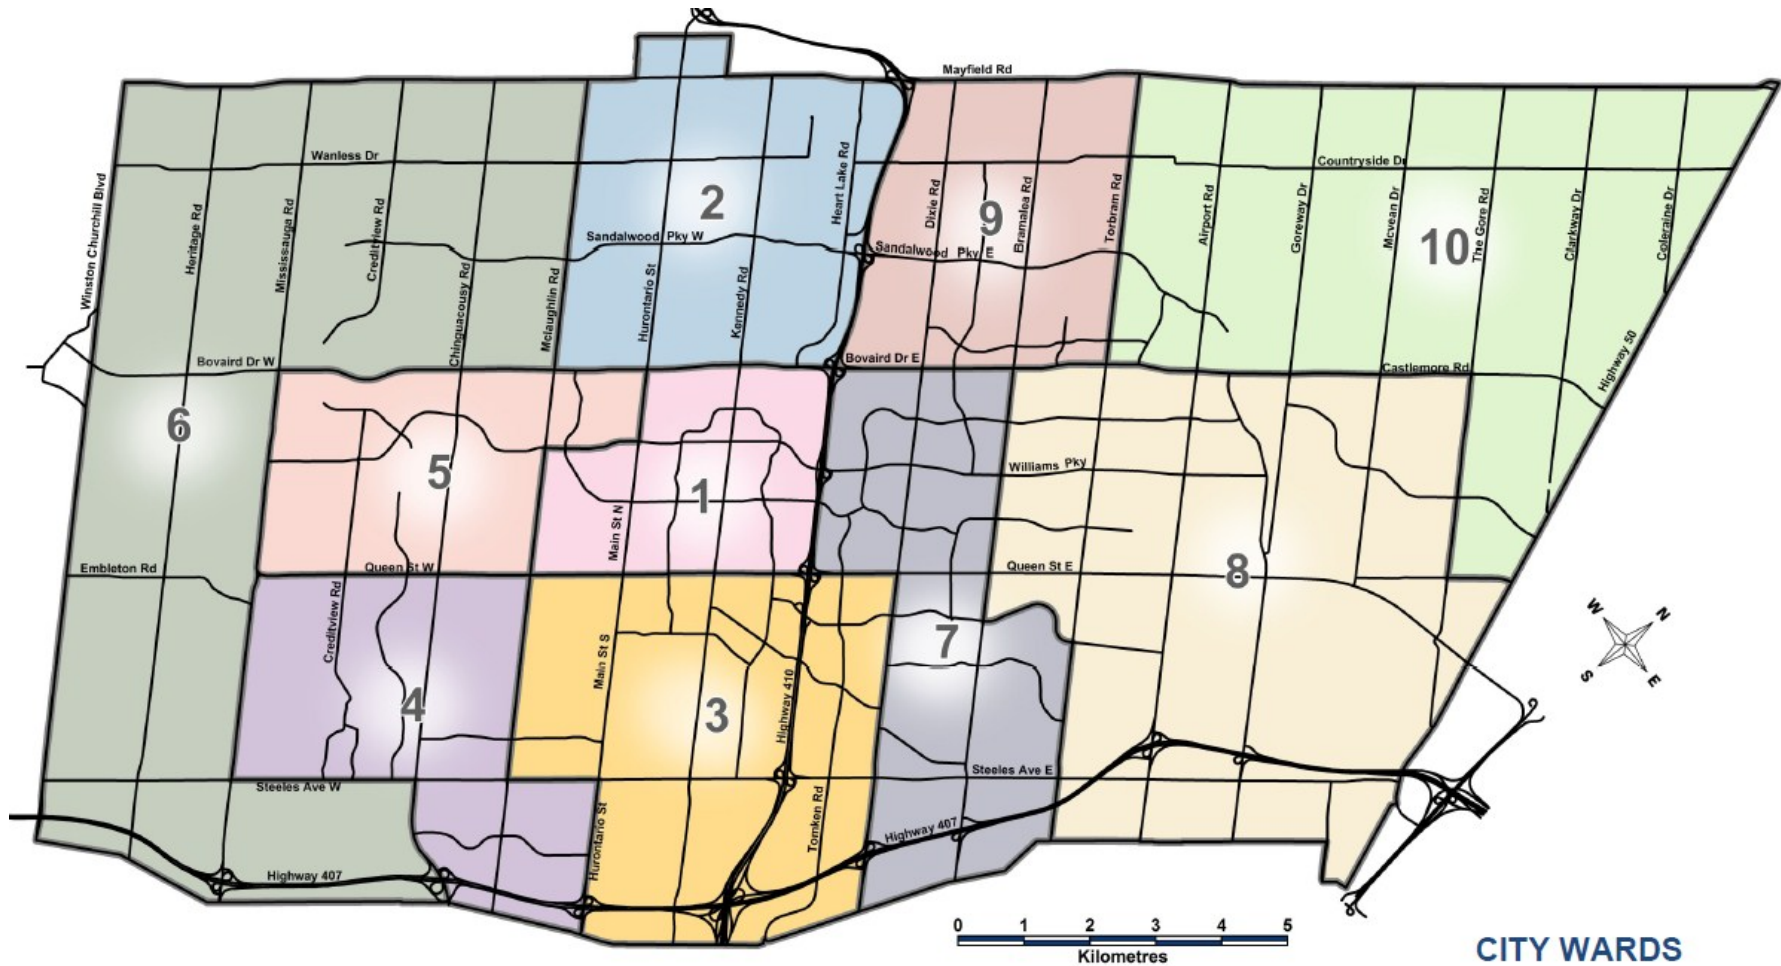 Mayfield Rd
Wanless Dr
Countryside Dr
Winston Churchill Blvd
Heritage Rd
Mississauga Rd
Creditview Rd
Chinguacousy Rd
Mclaughlin Rd
Hurontario St
Kennedy Rd
Heart Lake Rd
Dixie Rd
Bramalea Rd
Torbram Rd
Airport Rd
Goreway Dr
Mcvean Dr
The Gore Rd
Clarkway Dr
Coleraine Dr
Highway 50
2
9
10
Sandalwood Pky W
Sandalwood Pky E
Bovaird Dr W
Bovaird Dr E
Castlemore Rd
6
5
1
Williams Pky
Main St N
Embleton Rd
Queen St W
Queen St E
8
Creditview Rd
Main St S
7
4
3
Highway 410
Steeles Ave W
Steeles Ave E
Hurontario St
Tomken Rd
Highway 407
Highway 407
W
N
S
E
0 1 2 3 4 5
Kilometres
CITY WARDS